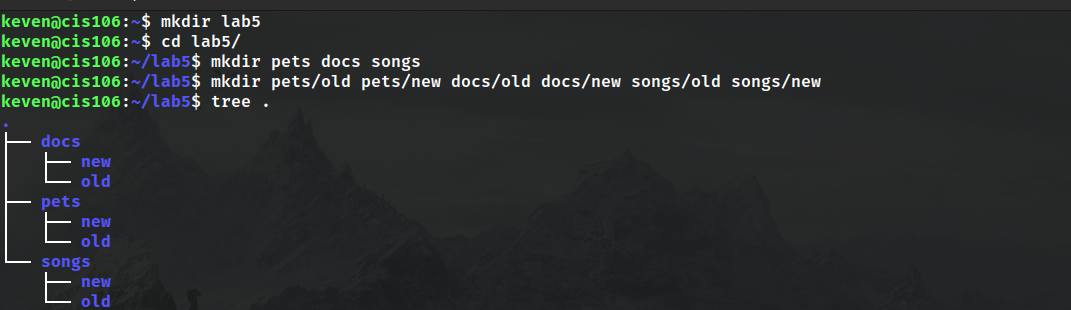 keven@cis106:~$ mkdir lab5
keven@cis106:~$ cd lab5/
keven@cis106:~/lab5$ mkdir pets docs songs
keven@cis106:~/lab5$ mkdir pets/old pets/new docs/old docs/new songs/old songs/new
keven@cis106:~/lab5$ tree .
.
├── docs
│   ├── new
│   └── old
├── pets
│   ├── new
│   └── old
└── songs
    ├── new
    └── old